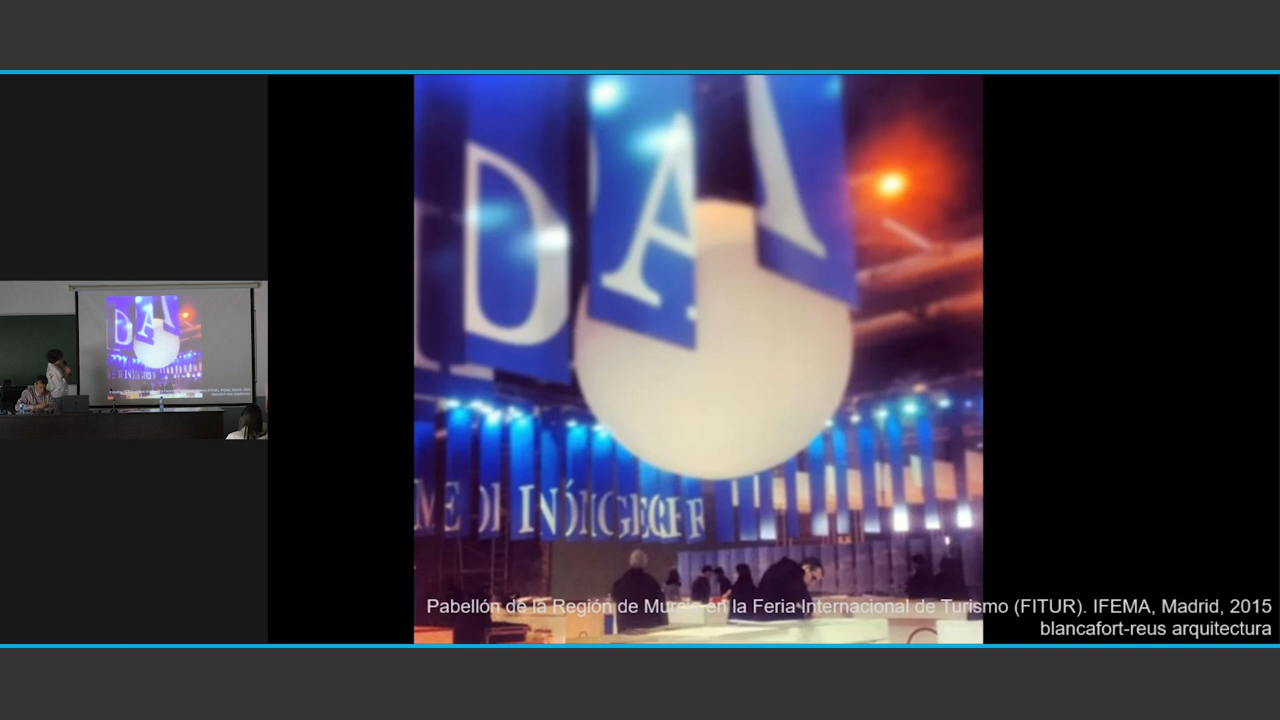 DA
Pabellón de la Región de Murcia en la Feria Internacional de Turismo (FITUR). IFEMA, Madrid, 2015
blancafort-reus arquitectura